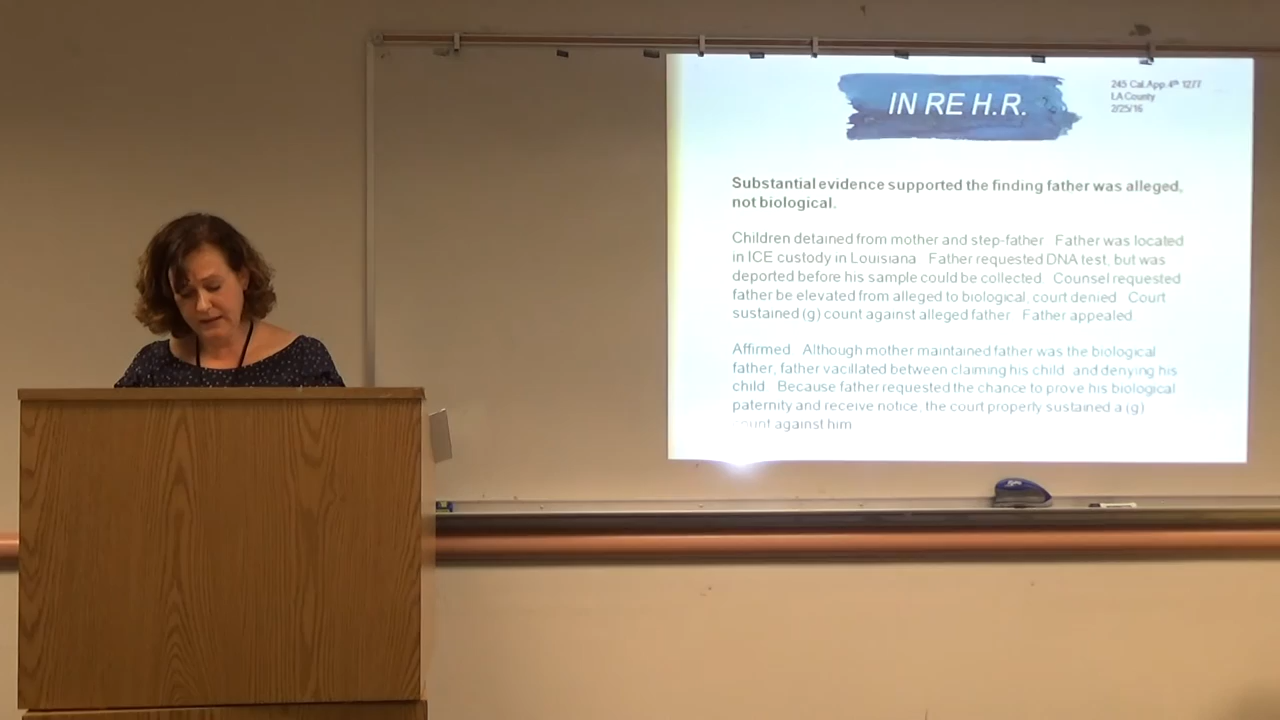 IN RE H.R.
245 Cal.App.4th 1277
LA County
2/25/16
Substantial evidence supported the finding father was alleged,
not biological.
Children detained from mother and step-father. Father was located
in ICE custody in Louisiana. Father requested DNA test, but was
deported before his sample could be collected. Counsel requested
father be elevated from alleged to biological, court denied. Court
sustained (g) count against alleged father. Father appealed.
Affirmed. Although mother maintained father was the biological
father, father vacillated between claiming his child and denying his
child. Because father requested the chance to prove his biological
paternity and receive notice, the court properly sustained a (g)
count against him.